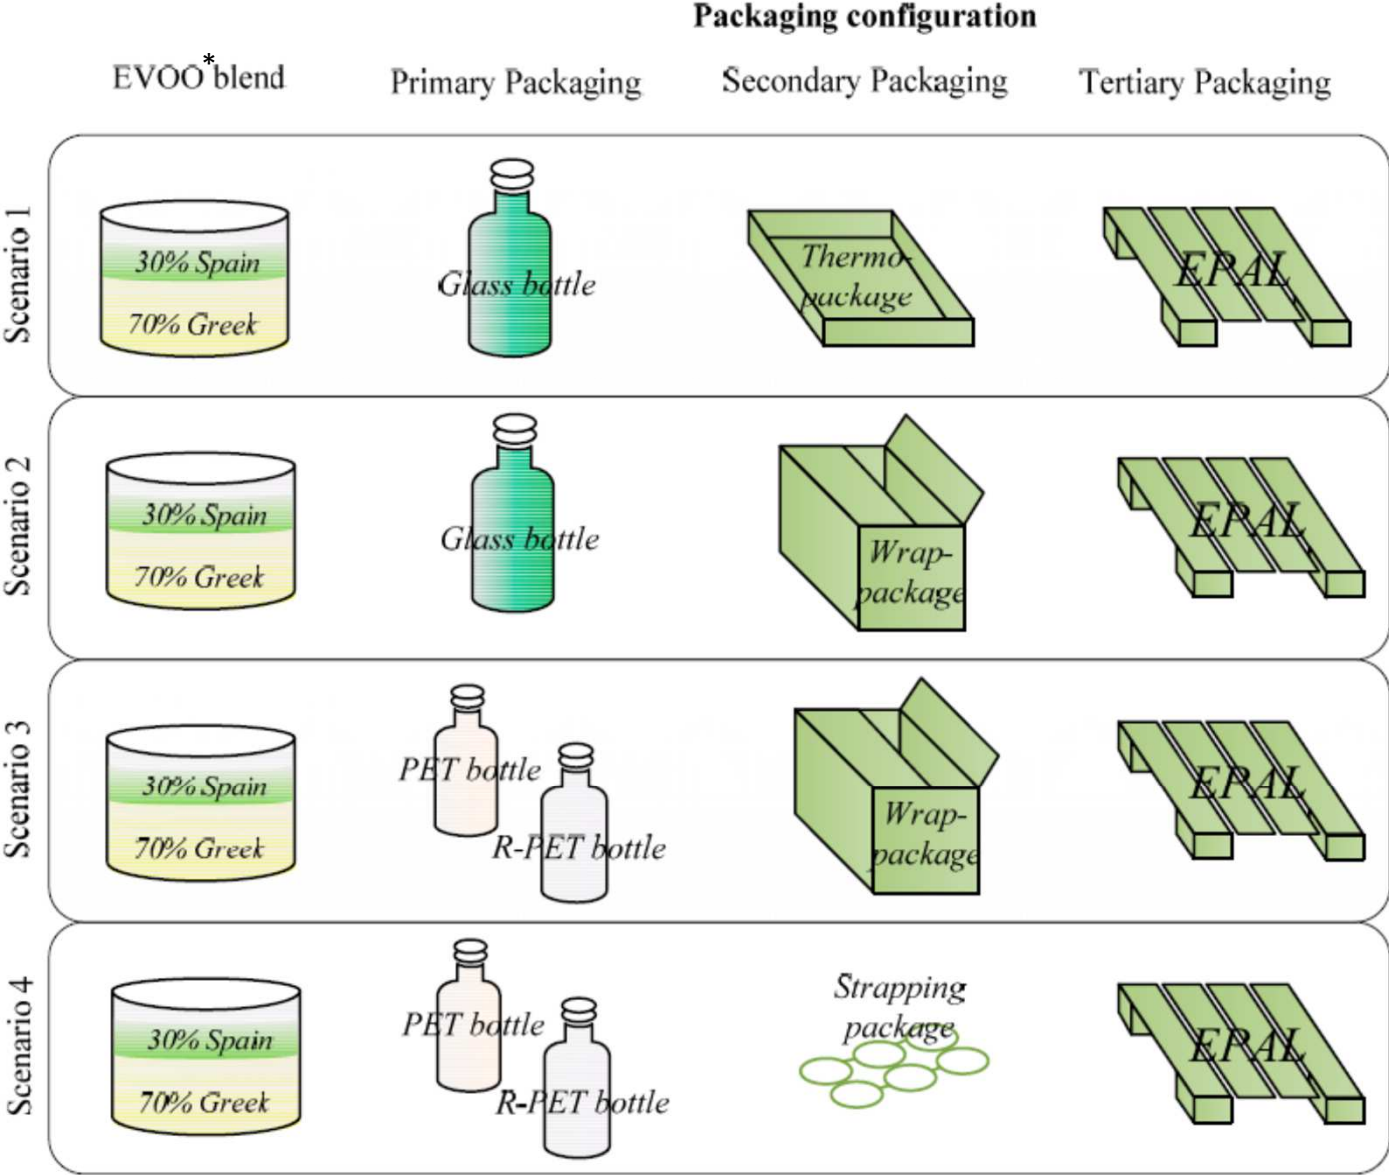 Packaging configuration
EVOO*blend Primary Packaging Secondary Packaging Tertiary Packaging
Scenario 1
30% Spain
70% Greek
Glass bottle
Thermo-
package
EPAL
Scenario 2
30% Spain
70% Greek
Glass bottle
Wrap-
package
EPAL
Scenario 3
30% Spain
70% Greek
PET bottle
R-PET bottle
Wrap-
package
EPAL
Scenario 4
30% Spain
70% Greek
PET bottle
R-PET bottle
Strapping
package
EPAL